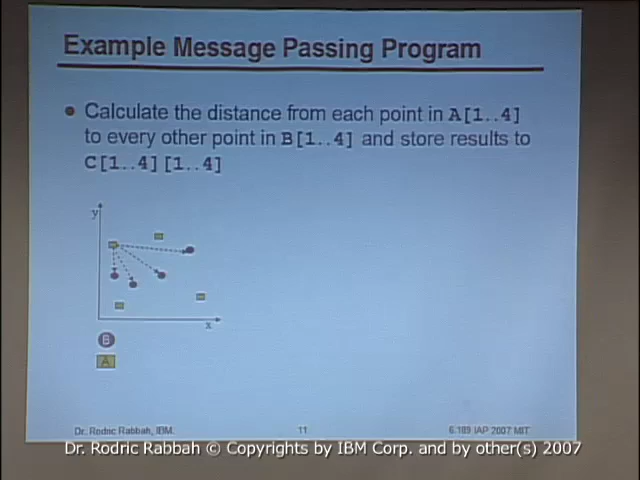 Example Message Passing Program
Calculate the distance from each point in A[1..4]
to every other point in B[1..4] and store results to
C[1..4][1..4]
y
x
B
A
Dr. Rodric Rabbah, IBM.
11
6.189 IAP 2007 MIT
Dr. Rodric Rabbah © Copyrights by IBM Corp. and by other(s) 2007